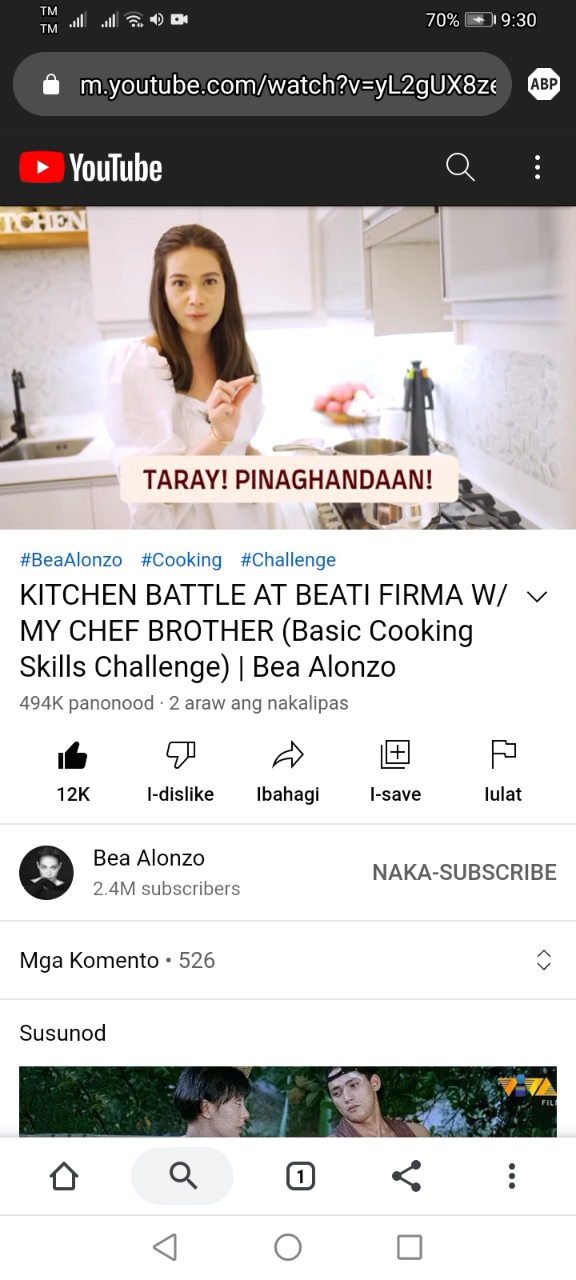 TM
TM
70% 9:30
m.youtube.com/watch?v=yL2gUX8ze
ABP
YouTube
TCHEN
TARAY! PINAGHANDAAN!
#BeaAlonzo #Cooking #Challenge
KITCHEN BATTLE AT BEATI FIRMA W/
MY CHEF BROTHER (Basic Cooking
Skills Challenge) | Bea Alonzo
494K panonood · 2 araw ang nakalipas
12K I-dislike Ibahagi I-save Iulat
Bea Alonzo
2.4M subscribers
NAKA-SUBSCRIBE
Mga Komento • 526
Susunod
VIVA
FIL
1